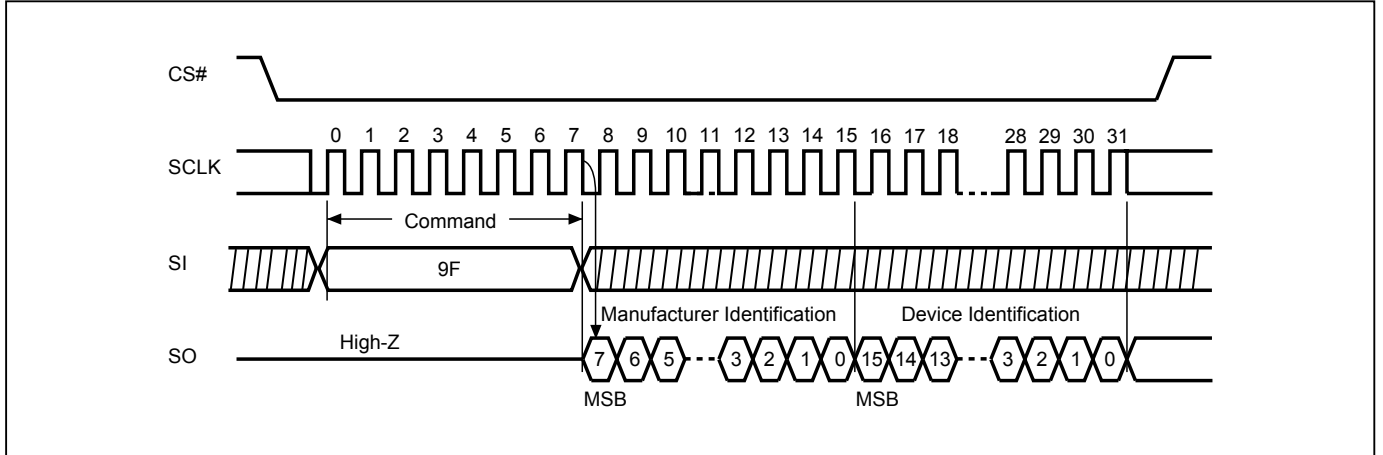 CS#
0 1 2 3 4 5 6 7 8 9 10 11 12 13 14 15 16 17 18 28 29 30 31
SCLK
Command
SI
9F
Manufacturer Identification Device Identification
High-Z
SO
7 6 5 3 2 1 0 15 14 13 3 2 1 0
MSB MSB